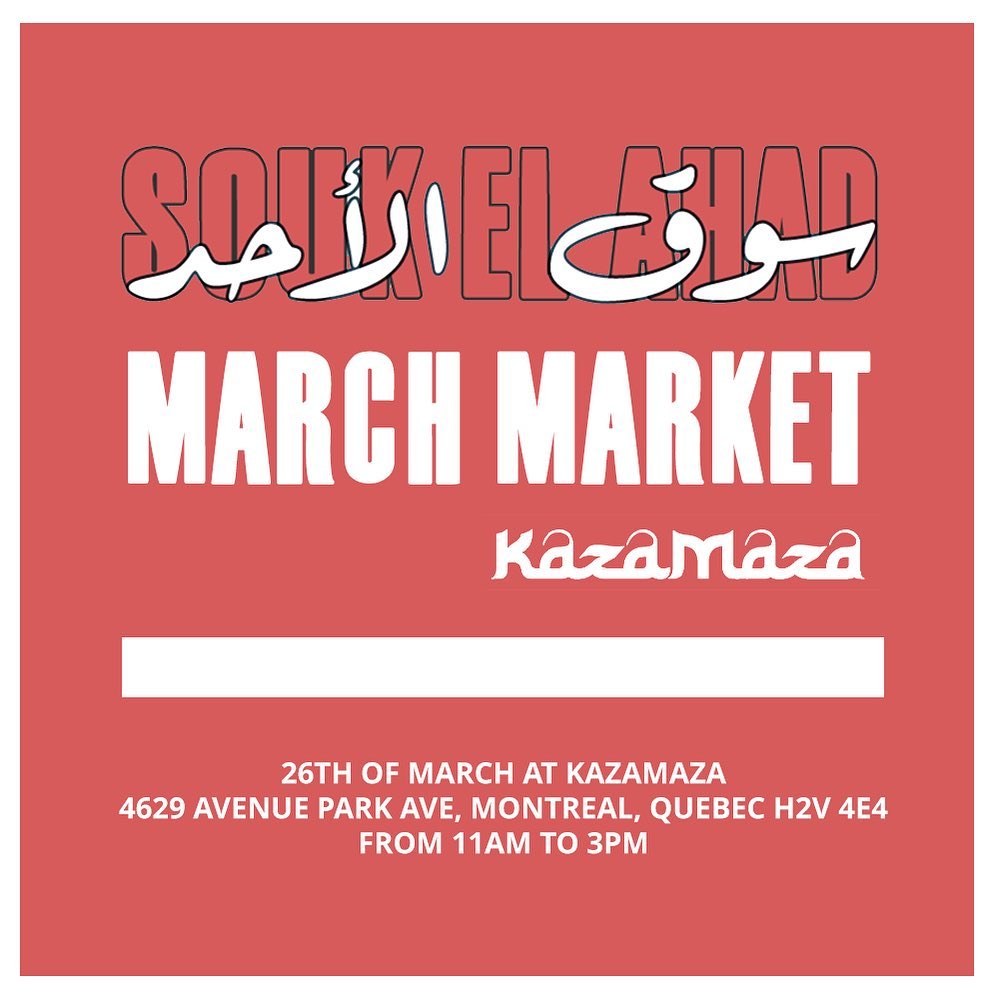 SOUK EL AHAD
سوق الأحد
MARCH MARKET
KazaMaza
26TH OF MARCH AT KAZAMAZA
4629 AVENUE PARK AVE, MONTREAL, QUEBEC H2V 4E4
FROM 11AM TO 3PM